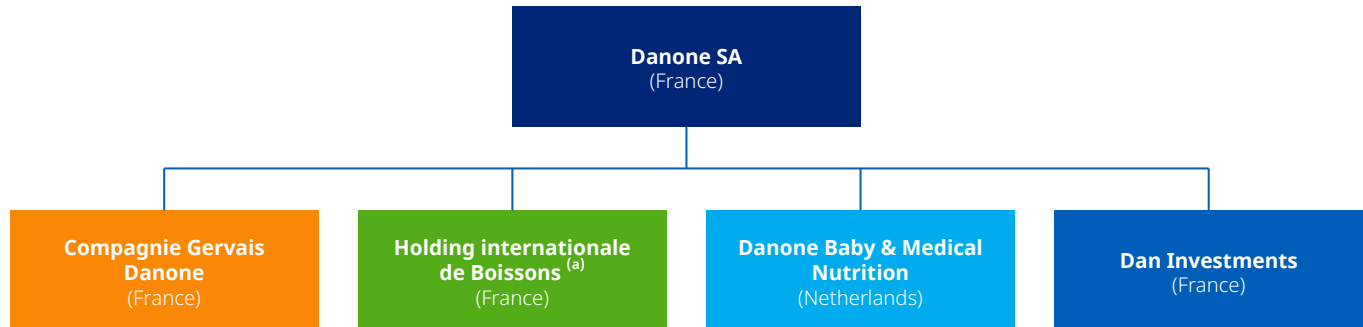 Danone SA
(France)
Compagnie Gervais
Danone
(France)
Holding internationale
de Boissons (a)
(France)
Danone Baby & Medical
Nutrition
(Netherlands)
Dan Investments
(France)